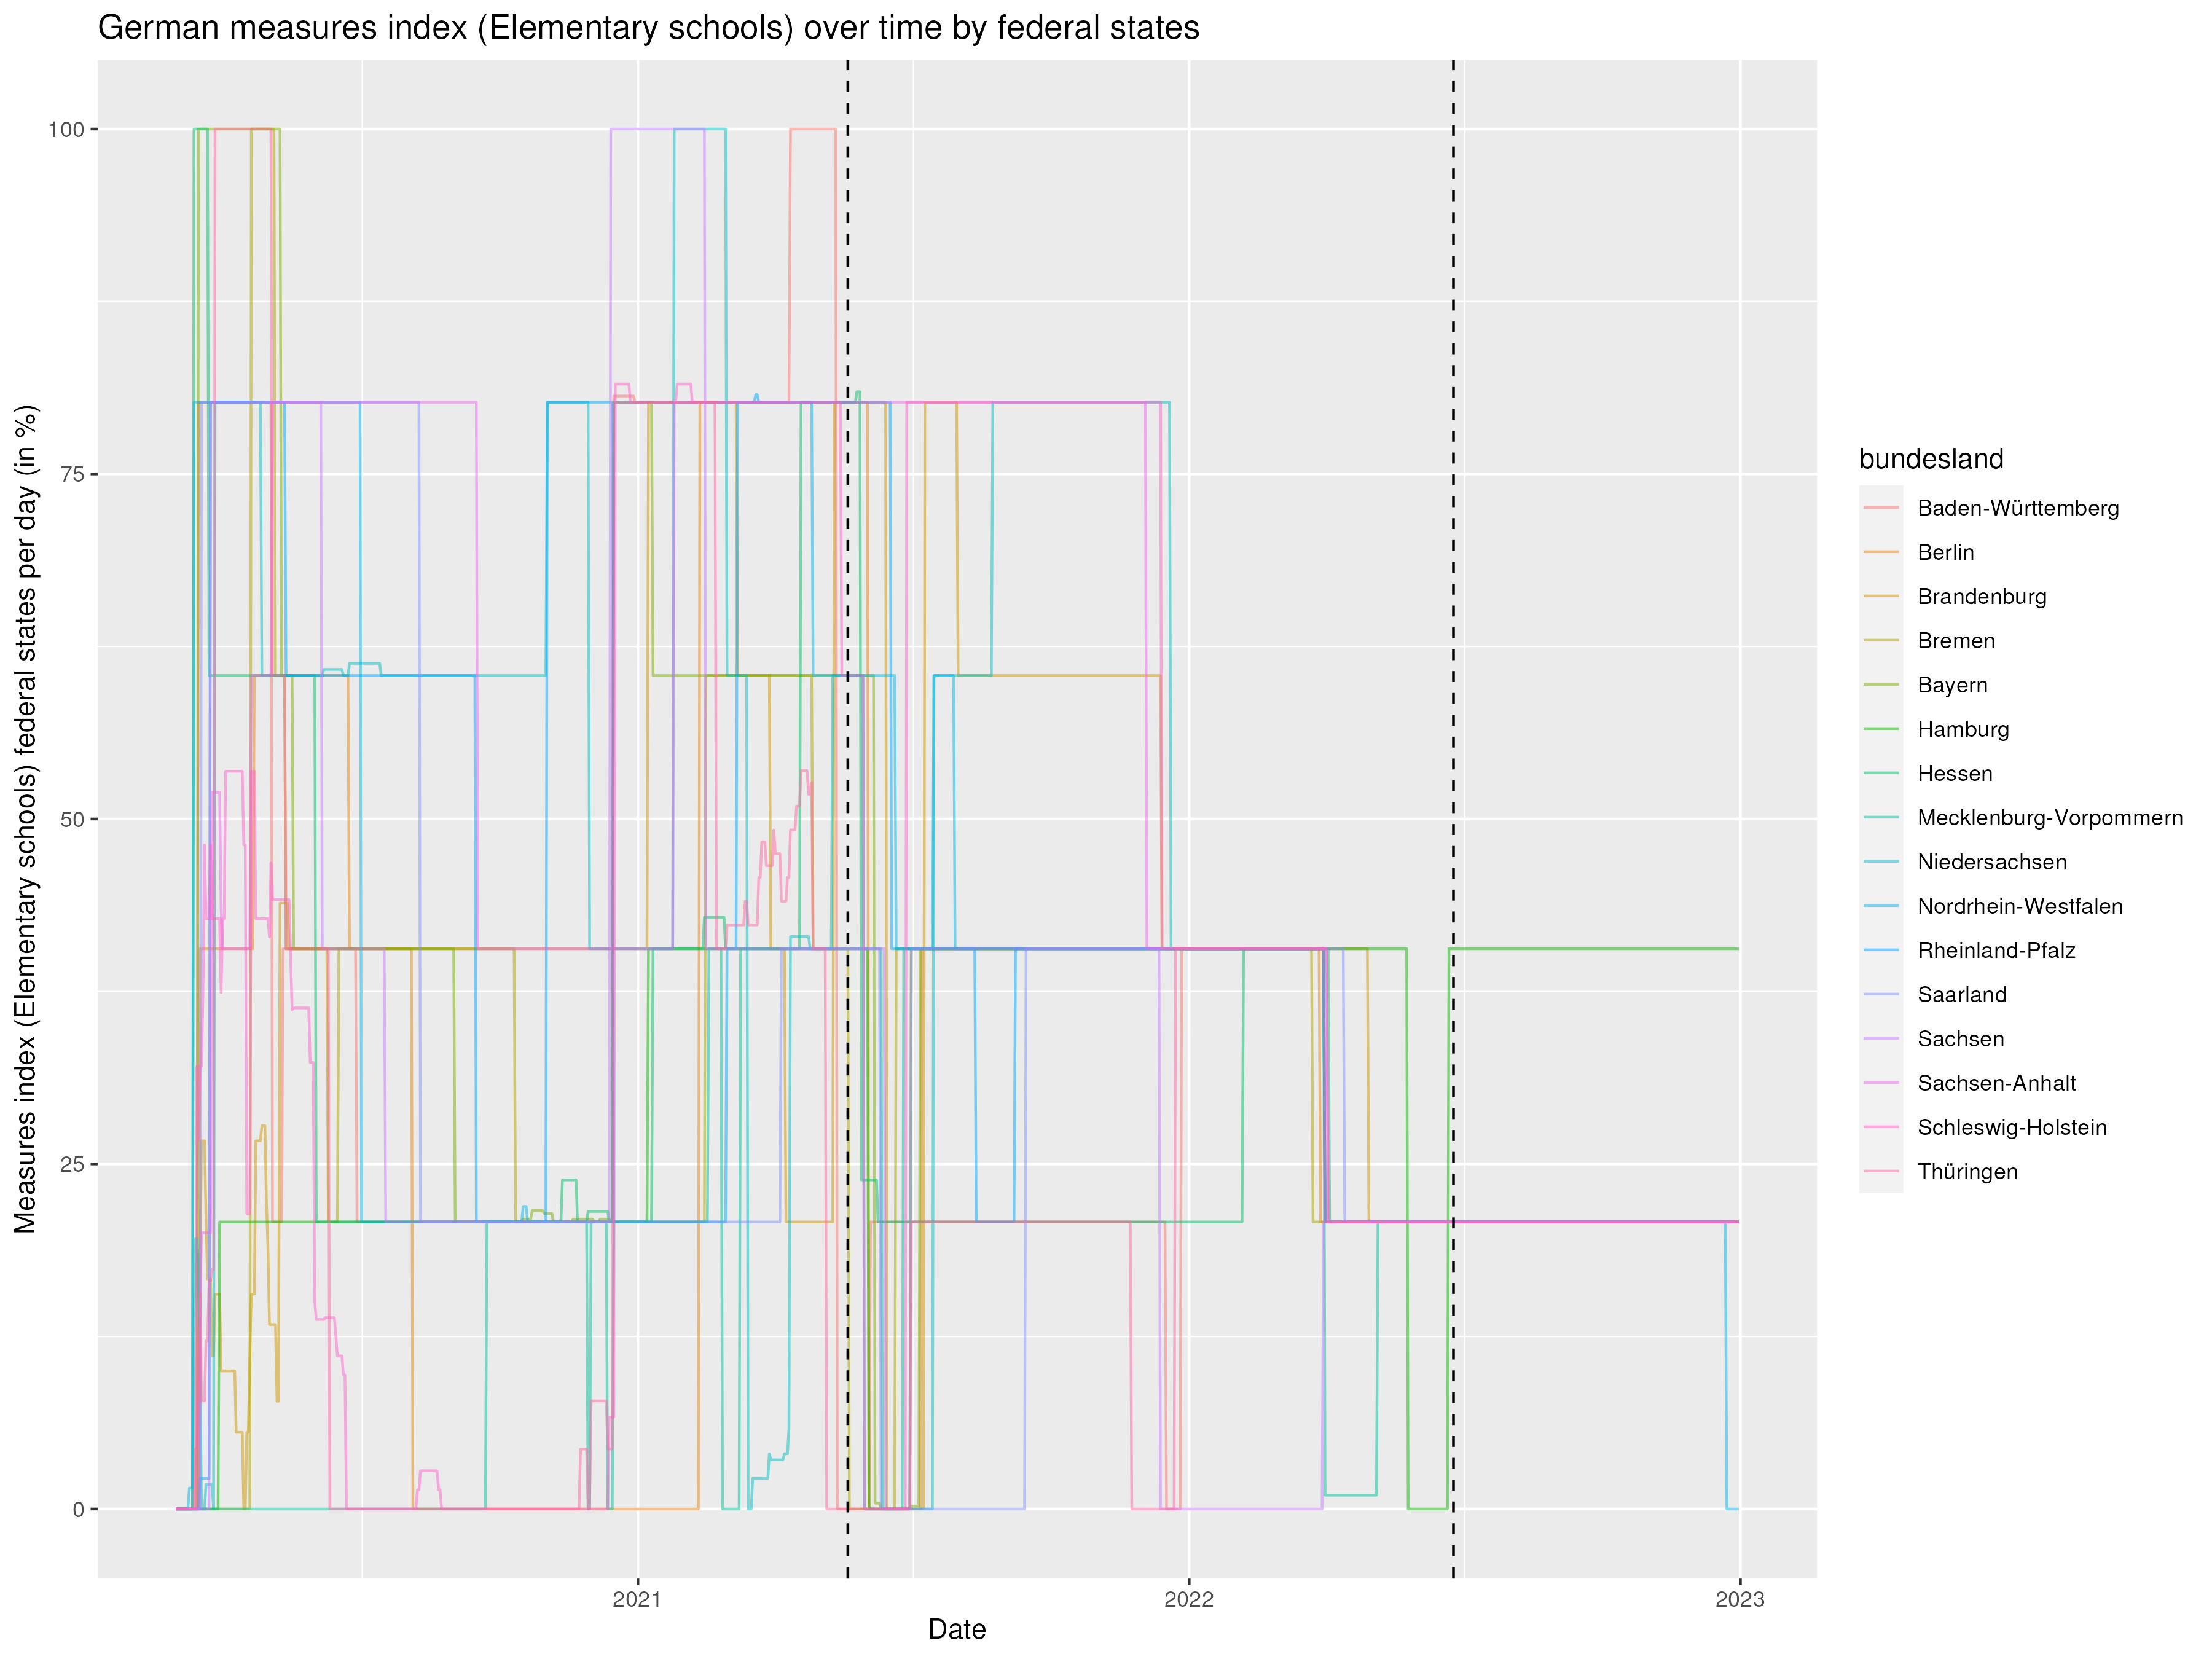 German measures index (Elementary schools) over time by federal states
Measures index (Elementary schools) federal states per day (in %)
100
75
50
25
0
2021
2022
2023
Date
bundesland
Baden-Württemberg
Berlin
Brandenburg
Bremen
Bayern
Hamburg
Hessen
Mecklenburg-Vorpommern
Niedersachsen
Nordrhein-Westfalen
Rheinland-Pfalz
Saarland
Sachsen
Sachsen-Anhalt
Schleswig-Holstein
Thüringen